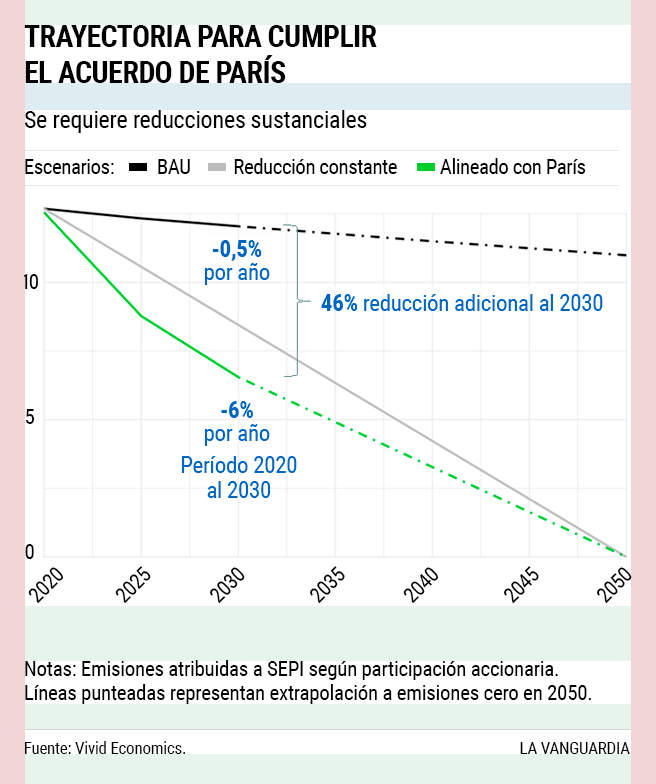 TRAYECTORIA PARA CUMPLIR
EL ACUERDO DE PARÍS
Se requiere reducciones sustanciales
Escenarios: BAU Reducción constante Alineado con París
-0,5%
por año
10
46% reducción adicional al 2030
5
-6%
por año
Período 2020
al 2030
0
2020 2025 2030 2035 2040 2045 2050
Notas: Emisiones atribuidas a SEPI según participación accionaria.
Líneas punteadas representan extrapolación a emisiones cero en 2050.
Fuente: Vivid Economics. LA VANGUARDIA